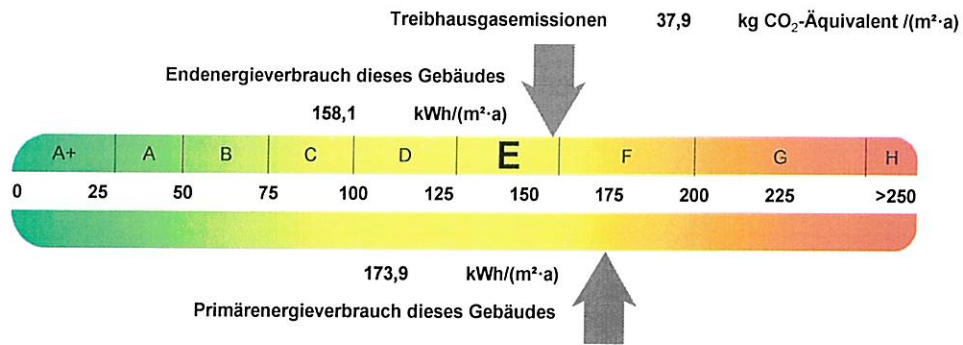 Treibhausgasemissionen 37,9 kg CO₂-Äquivalent /(m²·a)
Endenergieverbrauch dieses Gebäudes
158,1 kWh/(m²·a)
A+ A B C D E F G H
0 25 50 75 100 125 150 175 200 225 >250
173,9 kWh/(m²·a)
Primärenergieverbrauch dieses Gebäudes